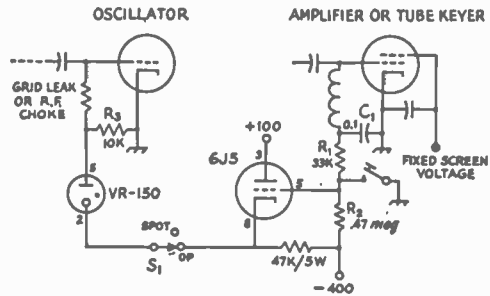 OSCILLATOR
AMPLIFIER OR TUBE KEYER
GRID LEAK
OR R.F.
CHOKE
R3
10K
5
VR-150
2
SPOT
S1
OP
+100
6J5
3
5
8
0.1
C1
R1
33K
FIXED SCREEN
VOLTAGE
R2
.47 meg
47K/5W
-400